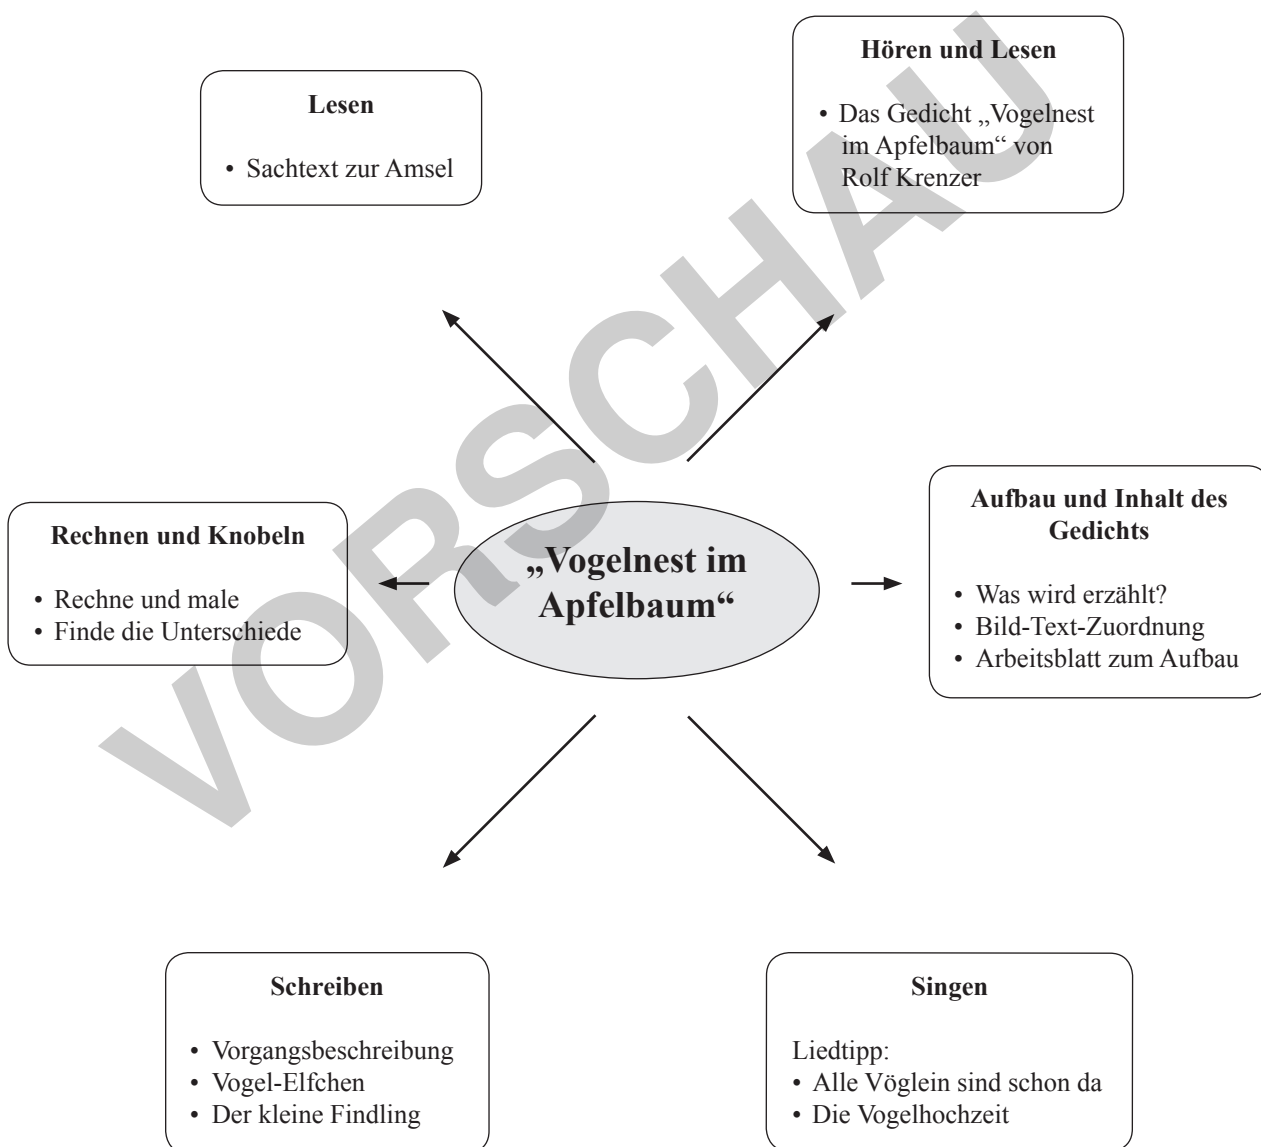 Lesen
• Sachtext zur Amsel
Hören und Lesen
• Das Gedicht „Vogelnest
im Apfelbaum“ von
Rolf Krenzer
Rechnen und Knobeln
• Rechne und male
• Finde die Unterschiede
„Vogelnest im
Apfelbaum“
Aufbau und Inhalt des
Gedichts
• Was wird erzählt?
• Bild-Text-Zuordnung
• Arbeitsblatt zum Aufbau
Schreiben
• Vorgangsbeschreibung
• Vogel-Elfchen
• Der kleine Findling
Singen
Liedtipp:
• Alle Vöglein sind schon da
• Die Vogelhochzeit
VORSCHAU